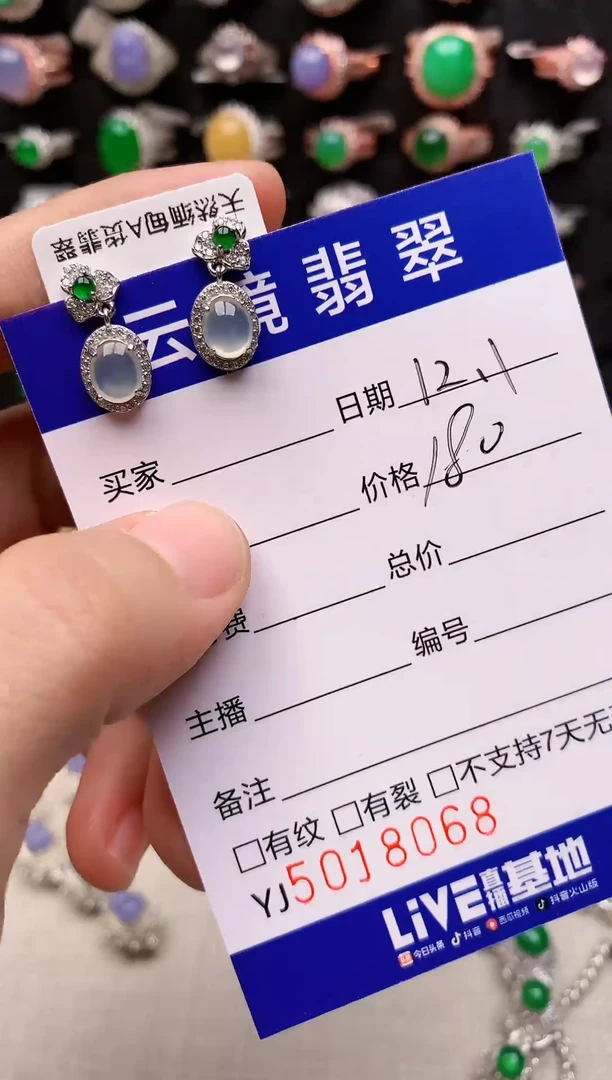 天然缅甸A货翡翠
云境翡翠
日期 12.1
买家
价格 180
总价
费
编号
主播
备注
□有纹 □有裂 □不支持7天无
YJ5018068
LiVE直播基地
今日头条 抖音 西瓜视频 抖音火山版